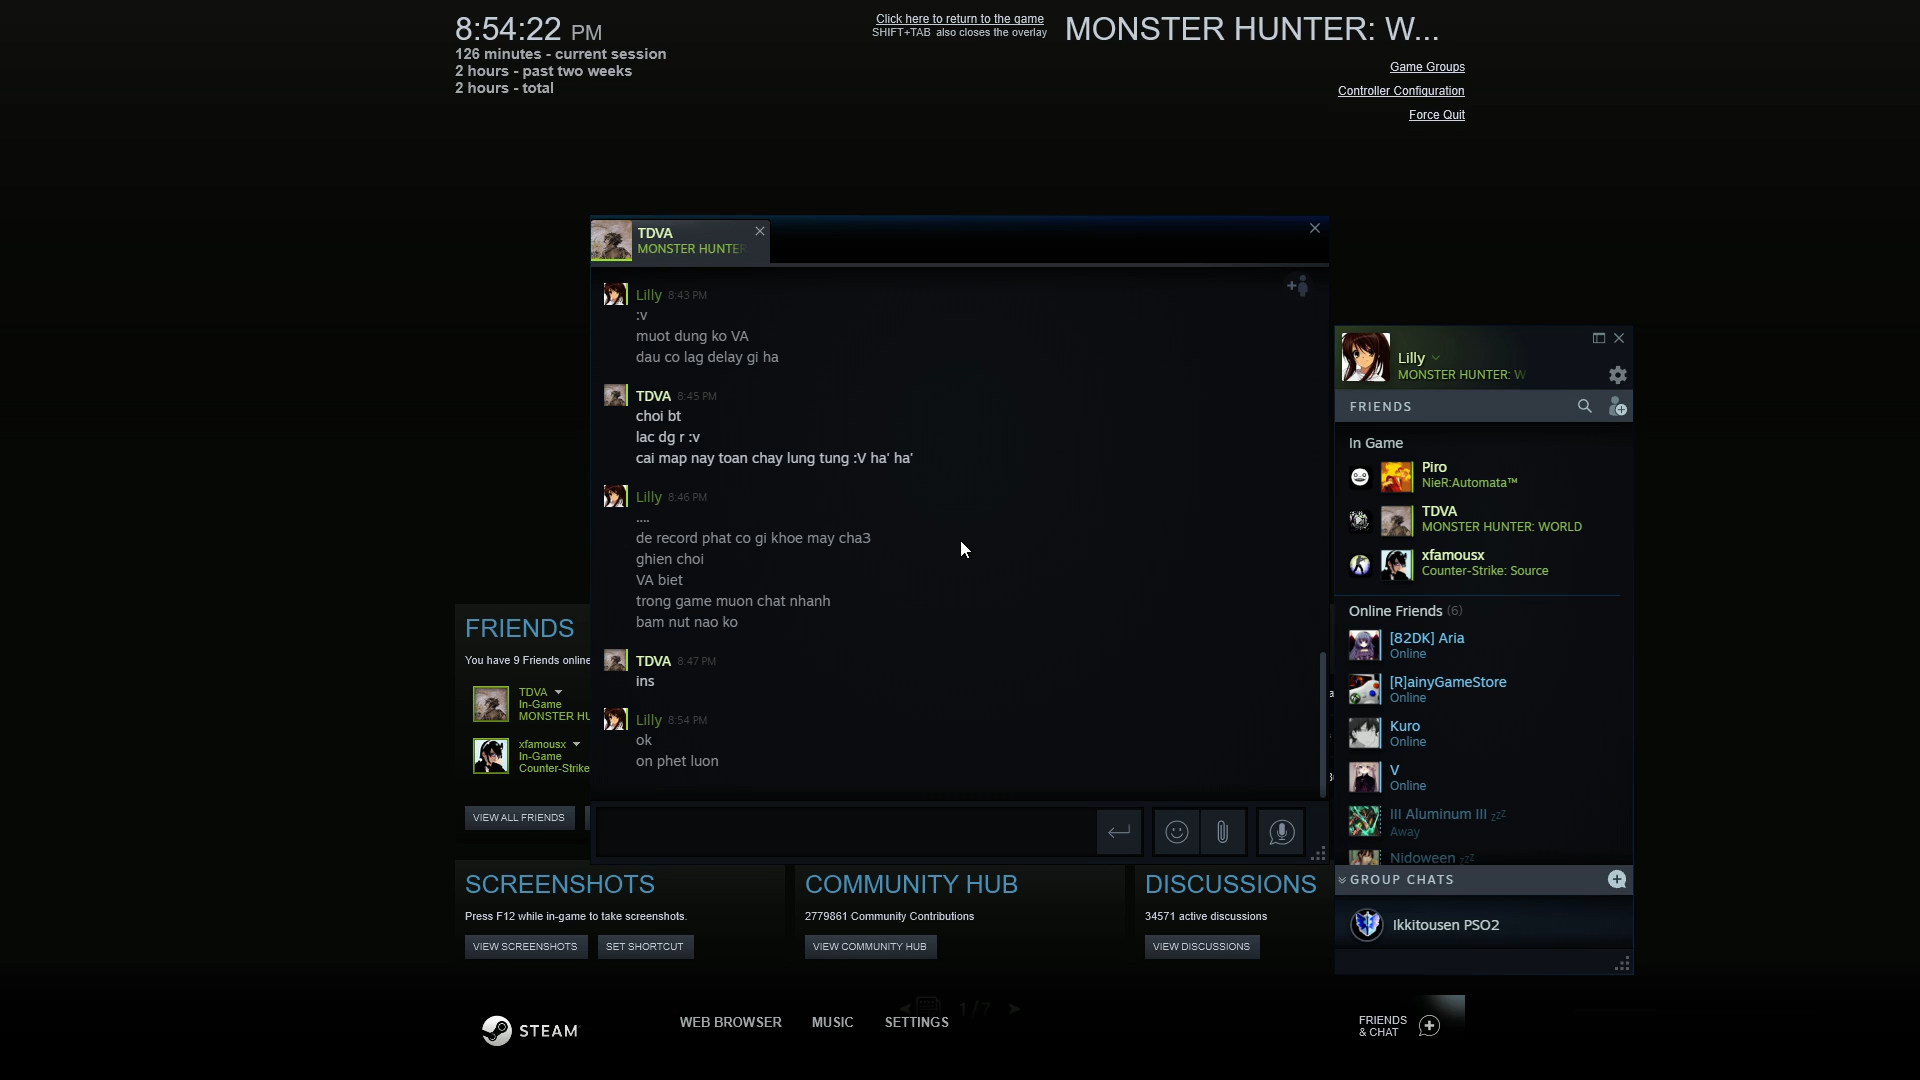 8:54:22 PM
126 minutes - current session
2 hours - past two weeks
2 hours - total
Click here to return to the game
SHIFT+TAB also closes the overlay
MONSTER HUNTER: W...
Game Groups
Controller Configuration
Force Quit
TDVA
MONSTER HUNTER
Lilly 8:43 PM
:v
muot dung ko VA
dau co lag delay gi ha
TDVA 8:45 PM
choi bt
lac dg r :v
cai map nay toan chay lung tung :V ha' ha'
Lilly 8:46 PM
....
de record phat co gi khoe may cha3
ghien choi
VA biet
trong game muon chat nhanh
bam nut nao ko
TDVA 8:47 PM
ins
Lilly 8:54 PM
ok
on phet luon
Lilly
MONSTER HUNTER: W
FRIENDS
In Game
Piro
NieR:Automata™
TDVA
MONSTER HUNTER: WORLD
xfamousx
Counter-Strike: Source
Online Friends (6)
[82DK] Aria
Online
[R]ainyGameStore
Online
Kuro
Online
V
Online
III Aluminum III zzz
Away
Nidoween zzz
GROUP CHATS
Ikkitousen PSO2
FRIENDS
You have 9 Friends online
TDVA
In-Game
MONSTER HU
xfamousx
In-Game
Counter-Strike
VIEW ALL FRIENDS
SCREENSHOTS
Press F12 while in-game to take screenshots.
VIEW SCREENSHOTS
SET SHORTCUT
COMMUNITY HUB
2779861 Community Contributions
VIEW COMMUNITY HUB
DISCUSSIONS
34571 active discussions
VIEW DISCUSSIONS
1/7
STEAM
WEB BROWSER
MUSIC
SETTINGS
FRIENDS
& CHAT